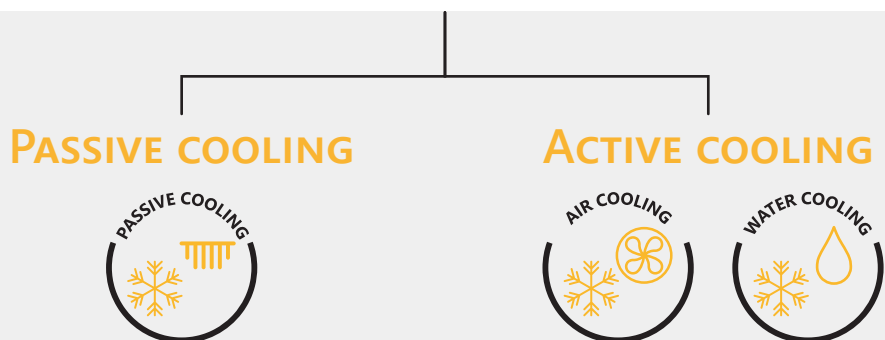 PASSIVE COOLING
ACTIVE COOLING
PASSIVE COOLING
AIR COOLING
WATER COOLING